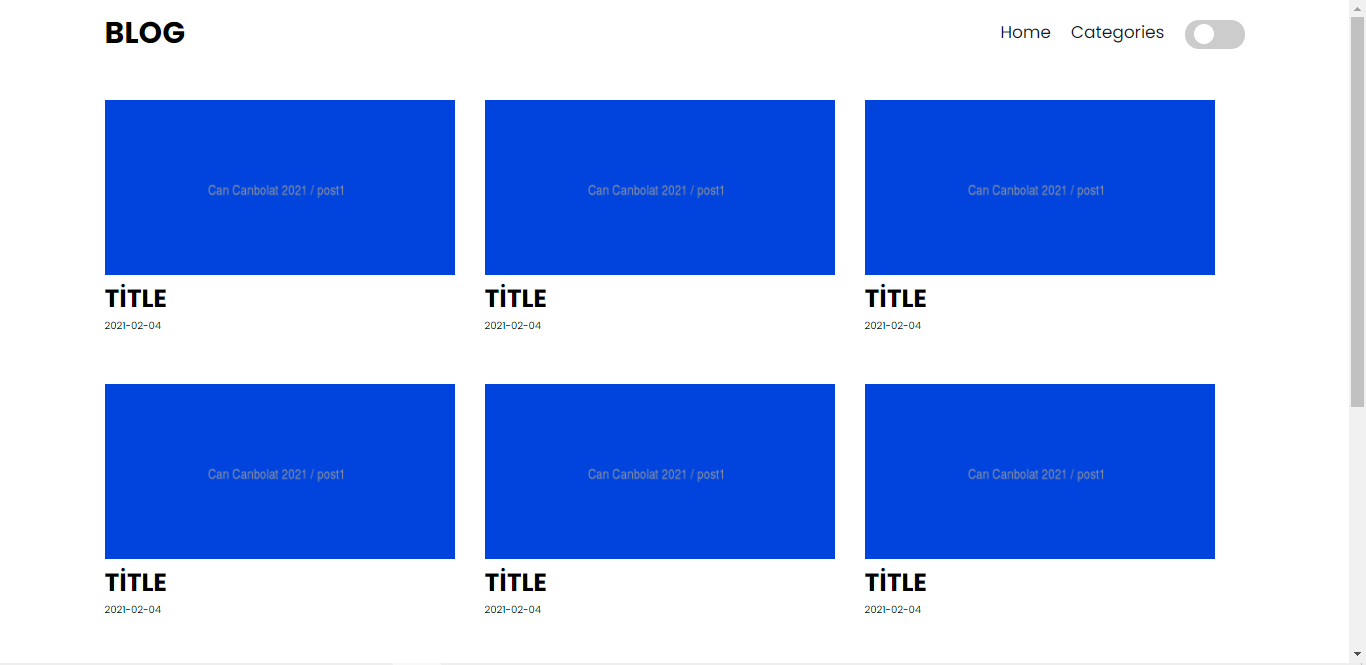 BLOG
Home Categories
Can Canbolat 2021 / post1 Can Canbolat 2021 / post1 Can Canbolat 2021 / post1
TİTLE TİTLE TİTLE
2021-02-04 2021-02-04 2021-02-04
Can Canbolat 2021 / post1 Can Canbolat 2021 / post1 Can Canbolat 2021 / post1
TİTLE TİTLE TİTLE
2021-02-04 2021-02-04 2021-02-04